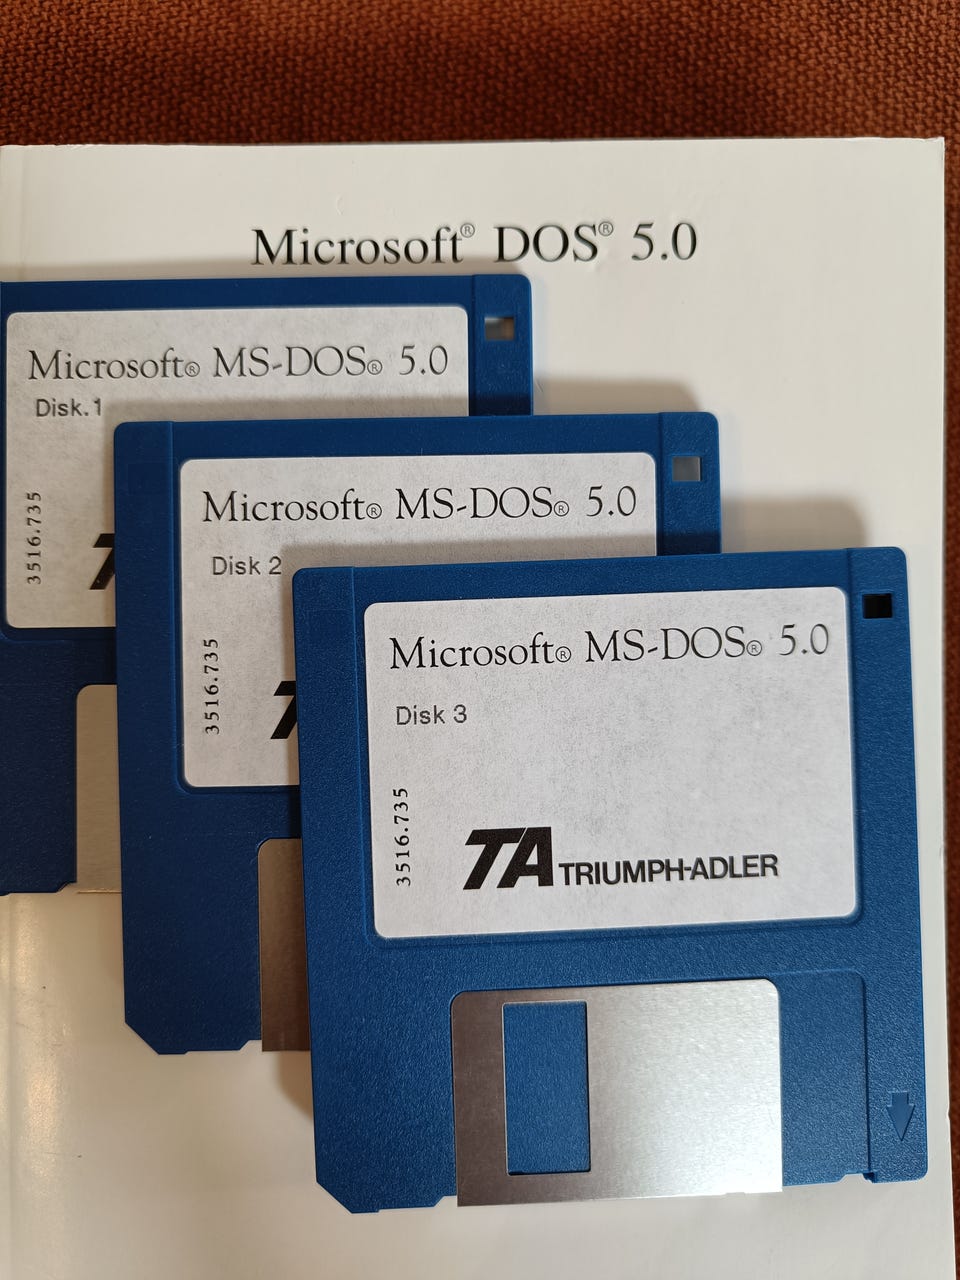 Microsoft® DOS® 5.0
Microsoft® MS-DOS® 5.0
Disk.1
3516.735
T
Microsoft® MS-DOS® 5.0
Disk 2
3516.735
T
Microsoft® MS-DOS® 5.0
Disk 3
3516.735
TA TRIUMPH-ADLER